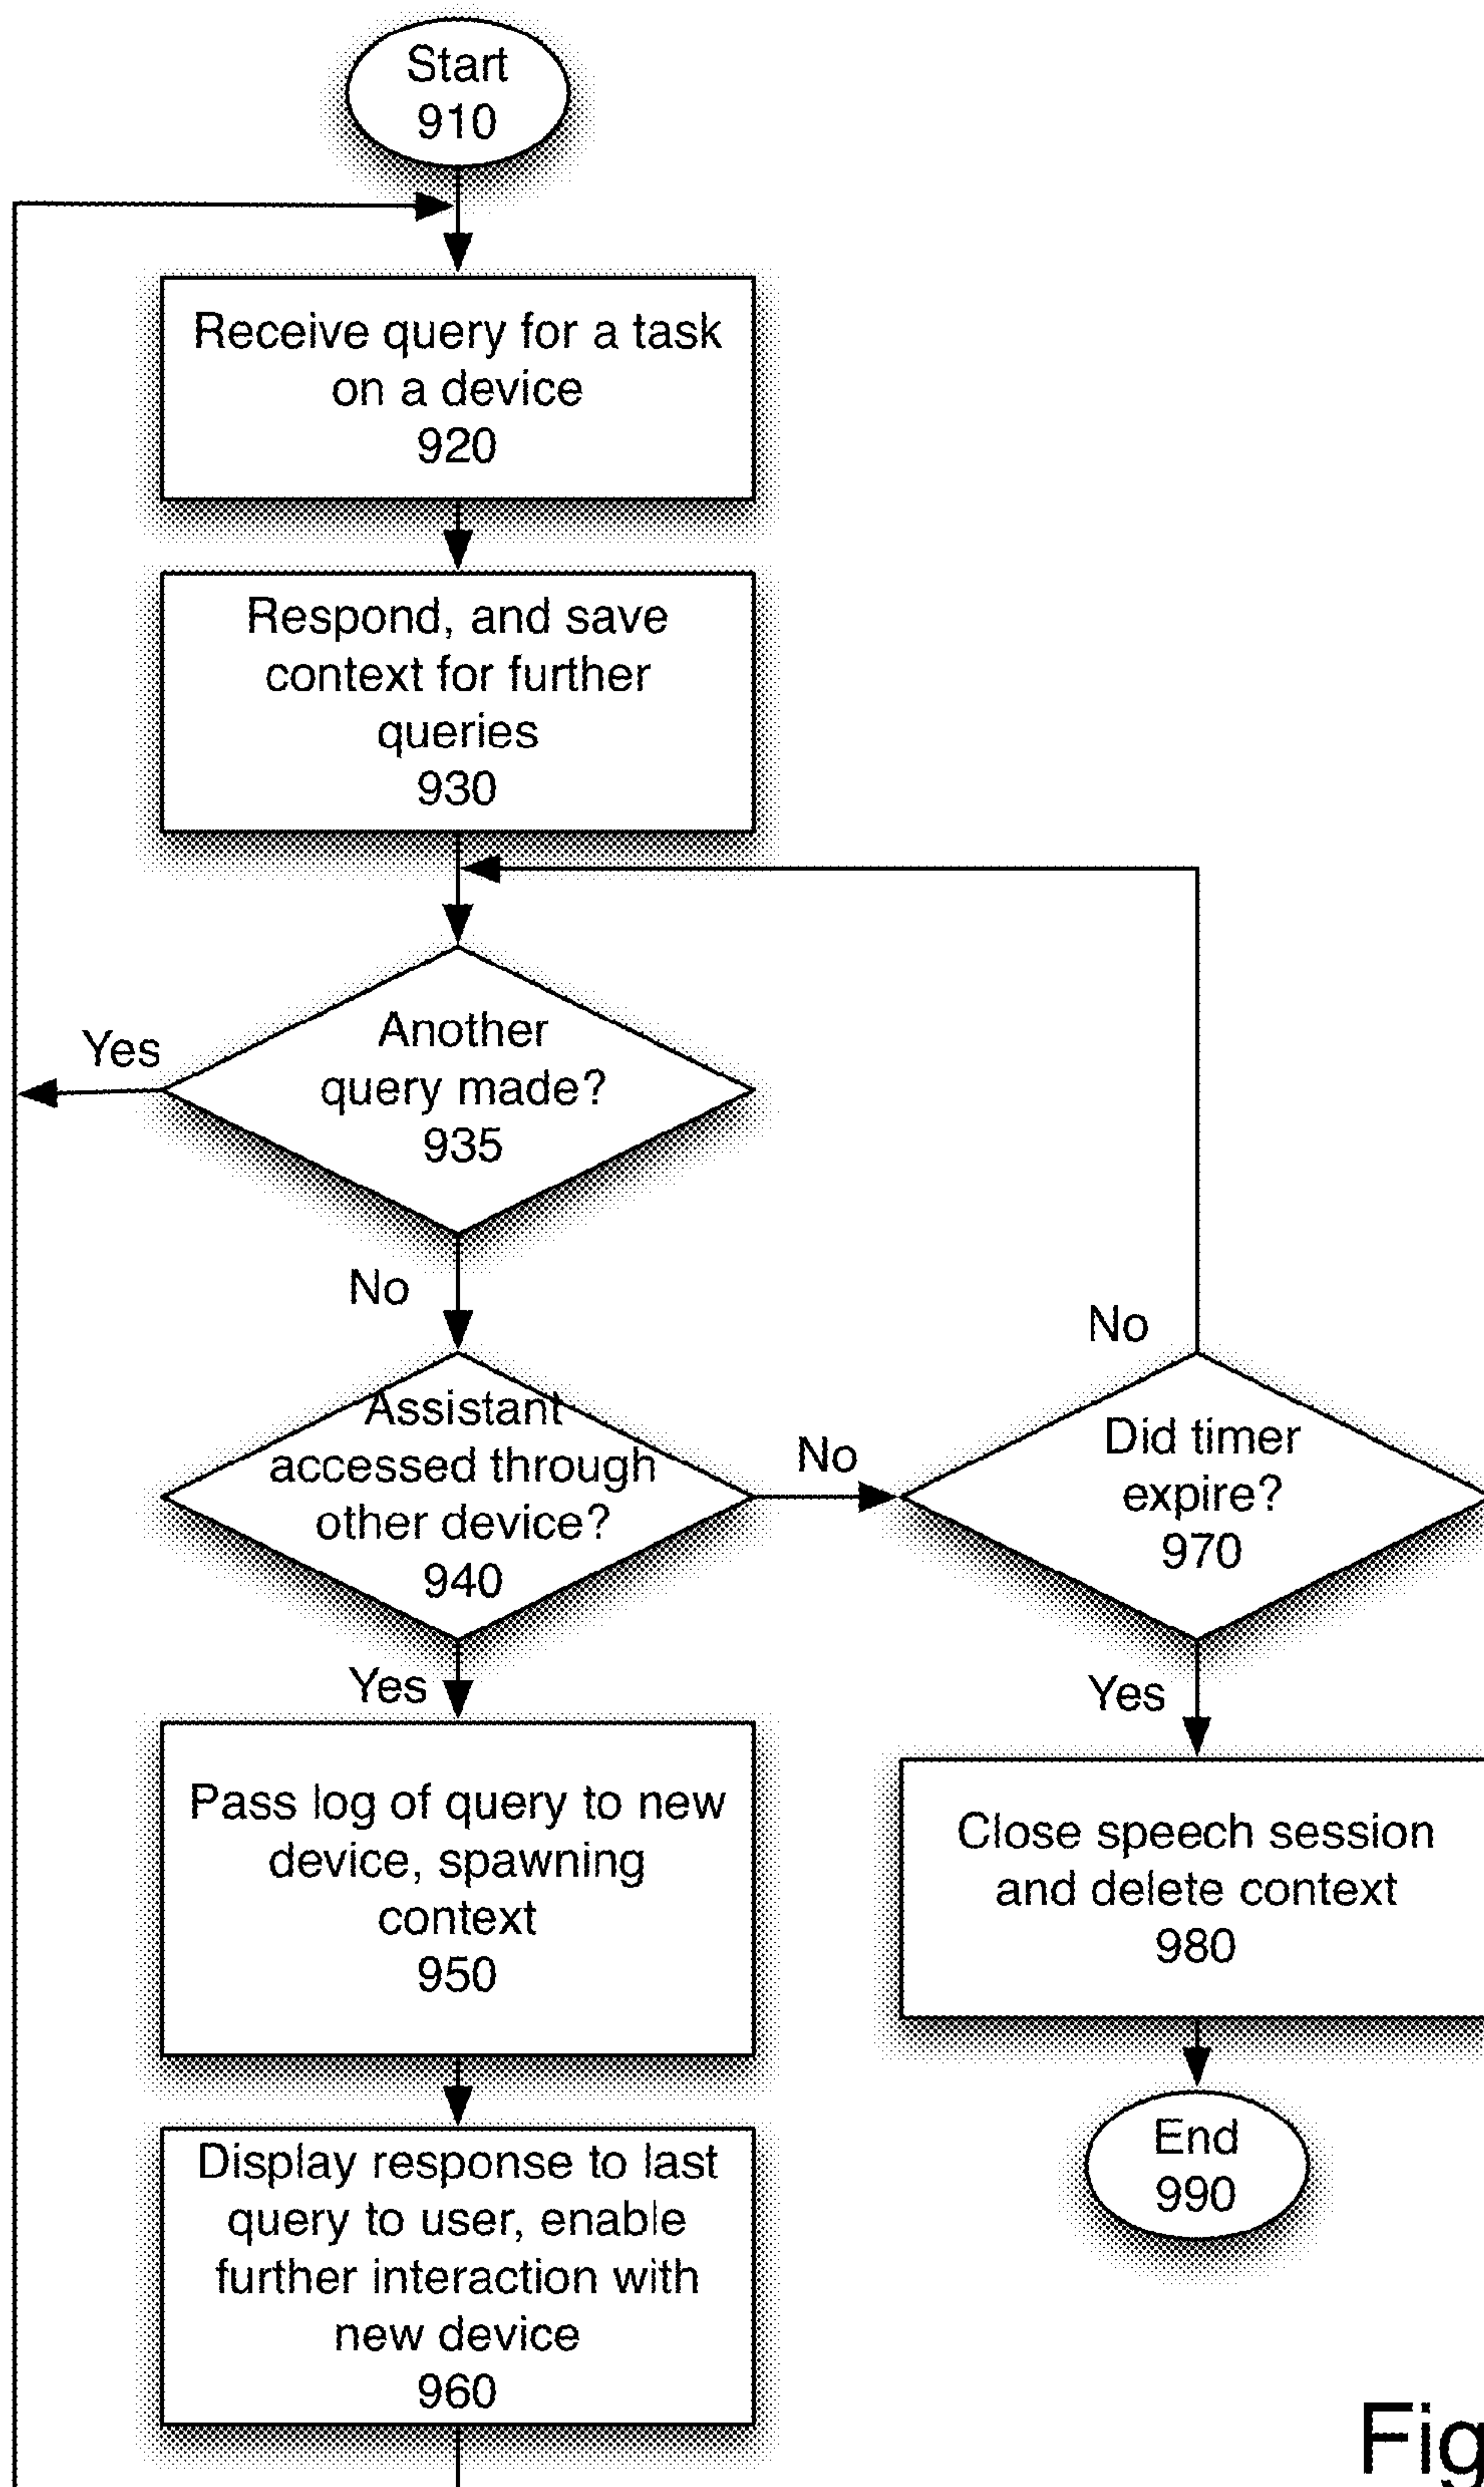 Start
910
Receive query for a task
on a device
920
Respond, and save
context for further
queries
930
Another
query made?
935
Yes
No
Assistant
accessed through
other device?
940
No
Did timer
expire?
970
No
Yes
Yes
Pass log of query to new
device, spawning
context
950
Close speech session
and delete context
980
Display response to last
query to user, enable
further interaction with
new device
960
End
990
Fig